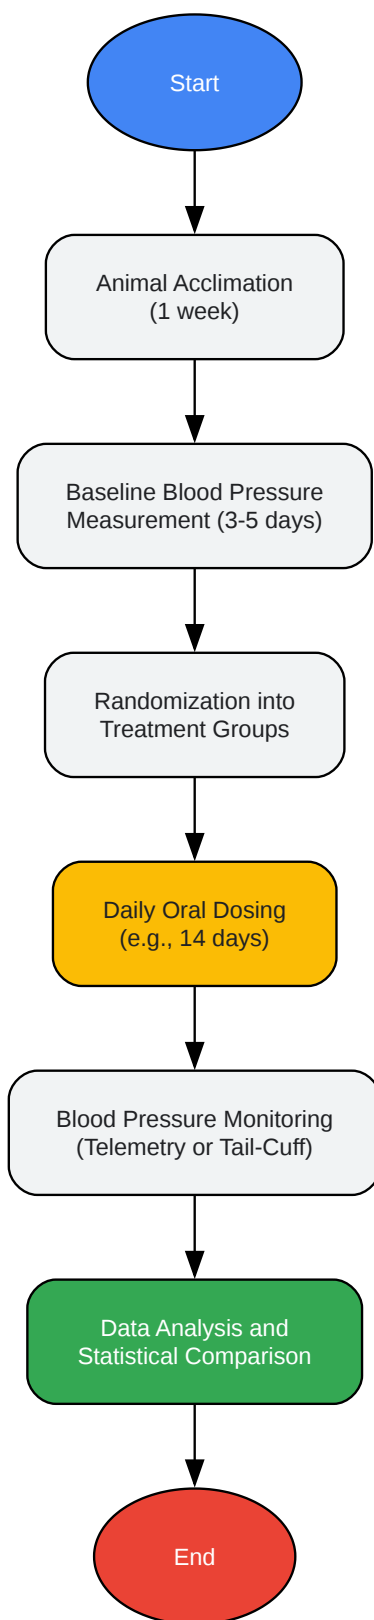 Start
Animal Acclimation
(1 week)
Baseline Blood Pressure
Measurement (3-5 days)
Randomization into
Treatment Groups
Daily Oral Dosing
(e.g., 14 days)
Blood Pressure Monitoring
(Telemetry or Tail-Cuff)
Data Analysis and
Statistical Comparison
End